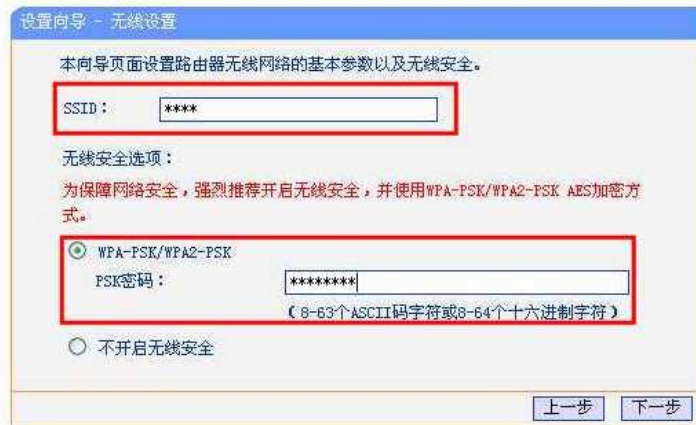 设置向导 - 无线设置
本向导页面设置路由器无线网络的基本参数以及无线安全。
SSID： ****
无线安全选项：
为保障网络安全，强烈推荐开启无线安全，并使用WPA-PSK/WPA2-PSK AES加密方
式。
WPA-PSK/WPA2-PSK
PSK密码： ********
（8-63个ASCII码字符或8-64个十六进制字符）
不开启无线安全
上一步 下一步